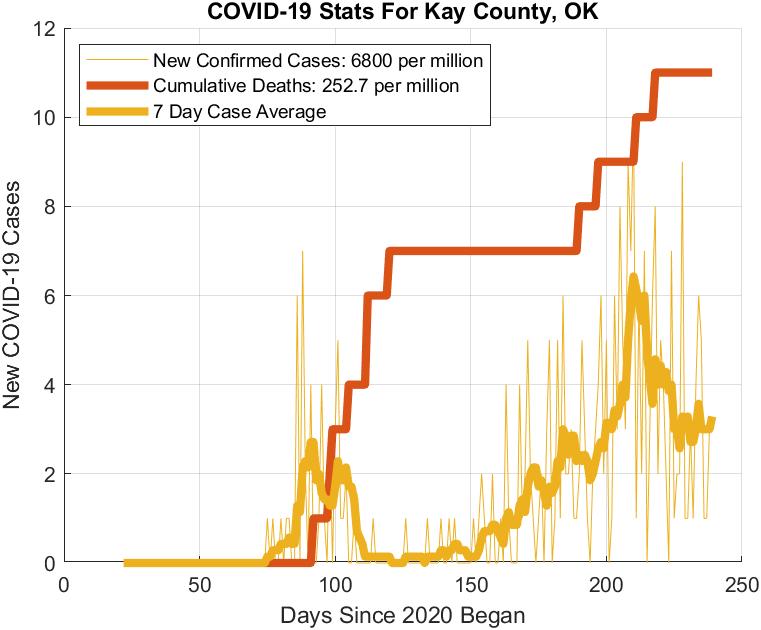 COVID-19 Stats For Kay County, OK
New Confirmed Cases: 6800 per million
Cumulative Deaths: 252.7 per million
7 Day Case Average
New COVID-19 Cases
12
10
8
6
4
2
0
0 50 100 150 200 250
Days Since 2020 Began